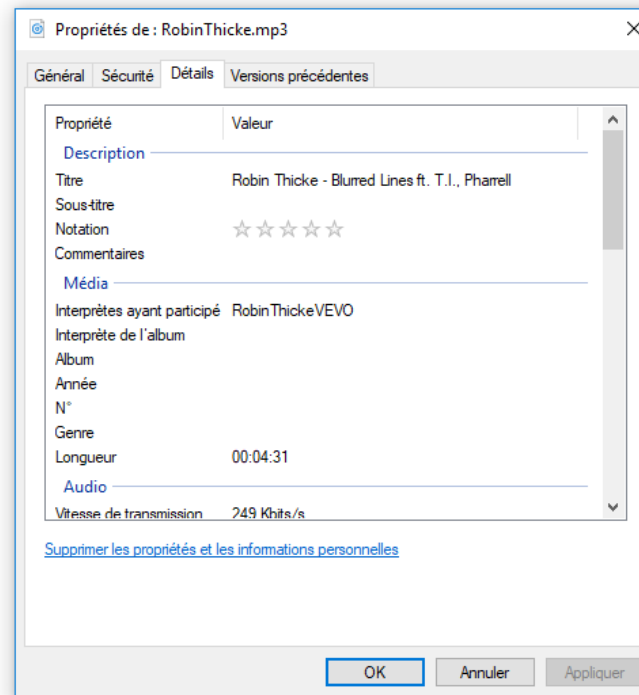 Propriétés de : RobinThicke.mp3
Général Sécurité Détails Versions précédentes
Propriété Valeur
Description
Titre Robin Thicke - Blurred Lines ft. T.I., Pharrell
Sous-titre
Notation
Commentaires
Média
Interprètes ayant participé RobinThickeVEVO
Interprète de l'album
Album
Année
N°
Genre
Longueur 00:04:31
Audio
Vitesse de transmission 249 Kbits/s
Supprimer les propriétés et les informations personnelles
OK Annuler Appliquer